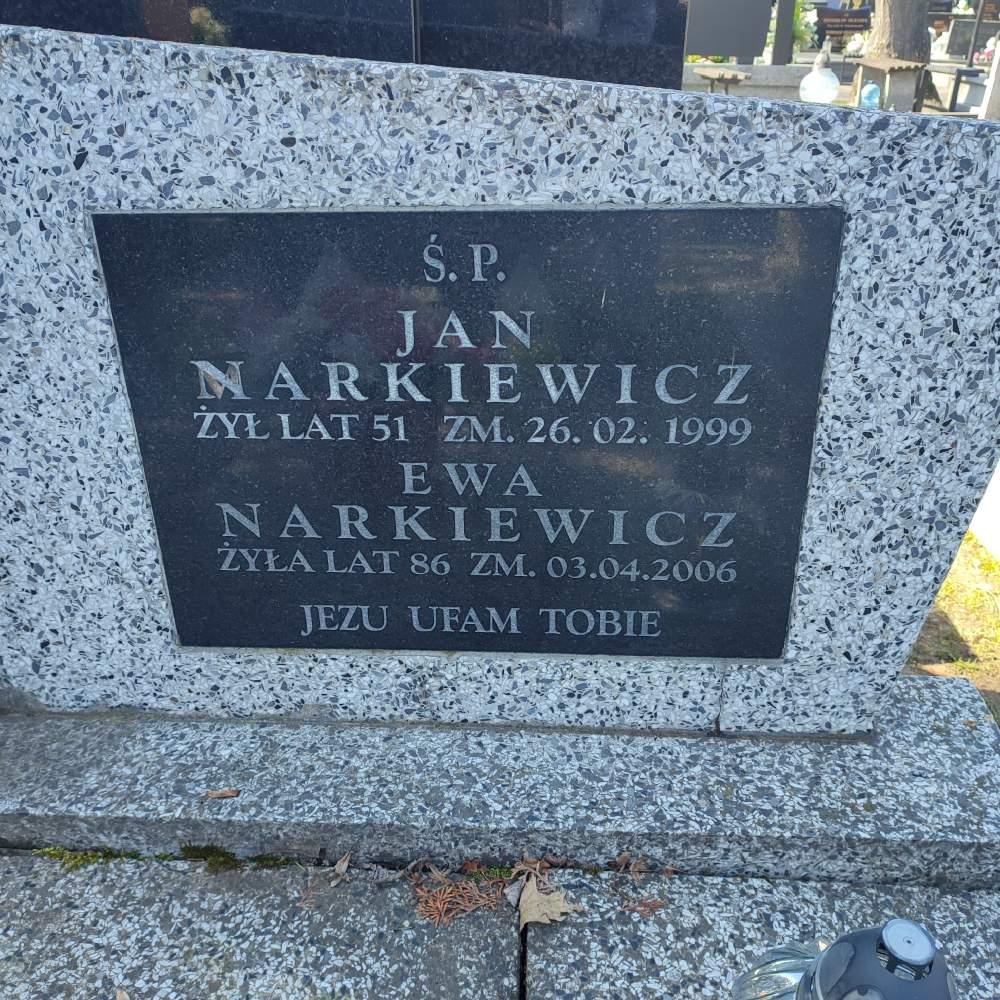 Ś. P.
JAN
NARKIEWICZ
ŻYŁ LAT 51 ZM. 26. 02. 1999
EWA
NARKIEWICZ
ŻYŁA LAT 86 ZM. 03.04.2006
JEZU UFAM TOBIE